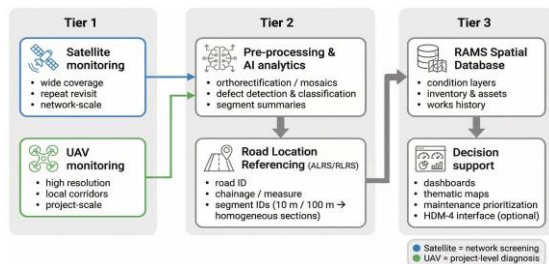 Tier 1
Satellite
monitoring
• wide coverage
• repeat revisit
• network-scale
UAV
monitoring
• high resolution
• local corridors
• project-scale
Tier 2
Pre-processing &
AI analytics
• orthorectification / mosaics
• defect detection & classification
• segment summaries
Road Location
Referencing (ALRS/RLRS)
• road ID
• chainage / measure
• segment IDs (10 m / 100 m →
homogeneous sections)
Tier 3
RAMS Spatial
Database
• condition layers
• inventory & assets
• works history
Decision
support
• dashboards
• thematic maps
• maintenance prioritization
• HDM-4 interface (optional)
Satellite = network screening
UAV = project-level diagnosis